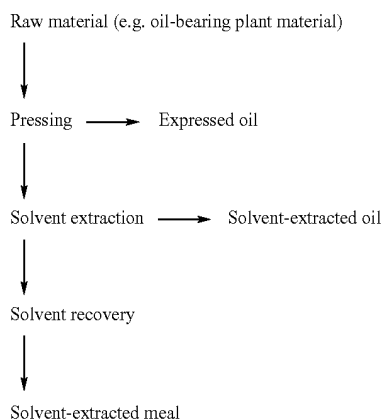 Raw material (e.g. oil-bearing plant material)
Pressing
Expressed oil
Solvent extraction
Solvent-extracted oil
Solvent recovery
Solvent-extracted meal